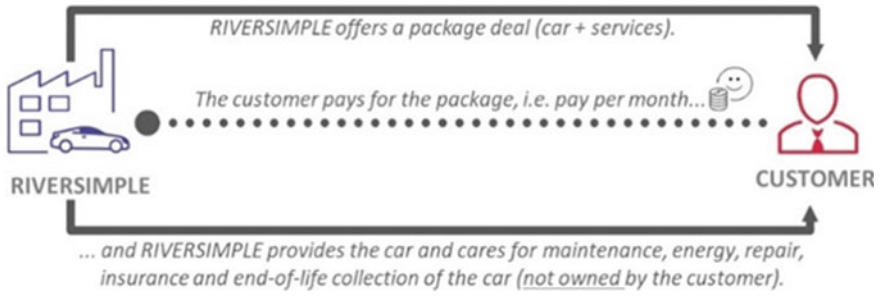 RIVERSIMPLE offers a package deal (car + services).
The customer pays for the package, i.e. pay per month...
RIVERSIMPLE
CUSTOMER
... and RIVERSIMPLE provides the car and cares for maintenance, energy, repair,
insurance and end-of-life collection of the car (not owned by the customer).